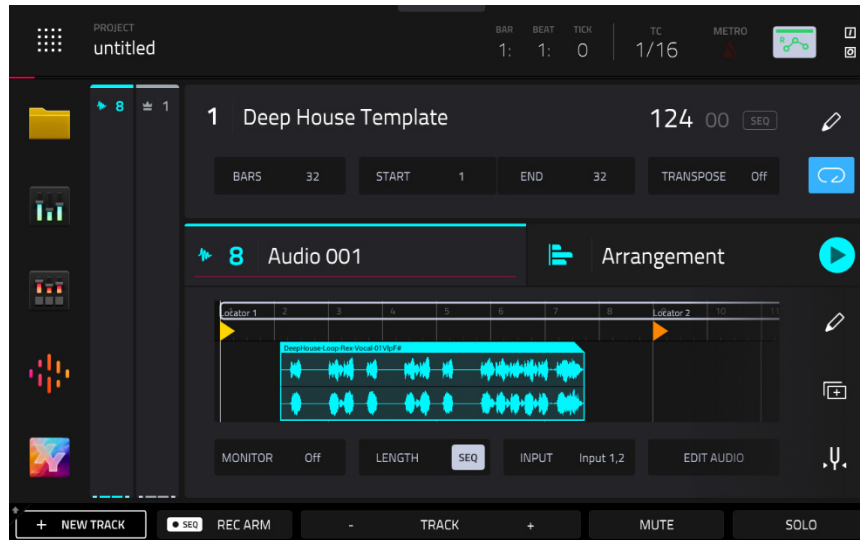 PROJECT
untitled
BAR BEAT TICK
1: 1: 0
TC
1/16
METRO
R
I
O
8
1
1 Deep House Template
124 00 SEQ
BARS 32 START 1 END 32 TRANSPOSE Off
8 Audio 001
Arrangement
Locator 1 2 3 4 5 6 7 8 Locator 2 10 11
DeepHouse-Loop-Rex-Vocal-01VlpF#
MONITOR Off LENGTH SEQ INPUT Input 1,2 EDIT AUDIO
XY
+ NEW TRACK SEQ REC ARM - TRACK + MUTE SOLO